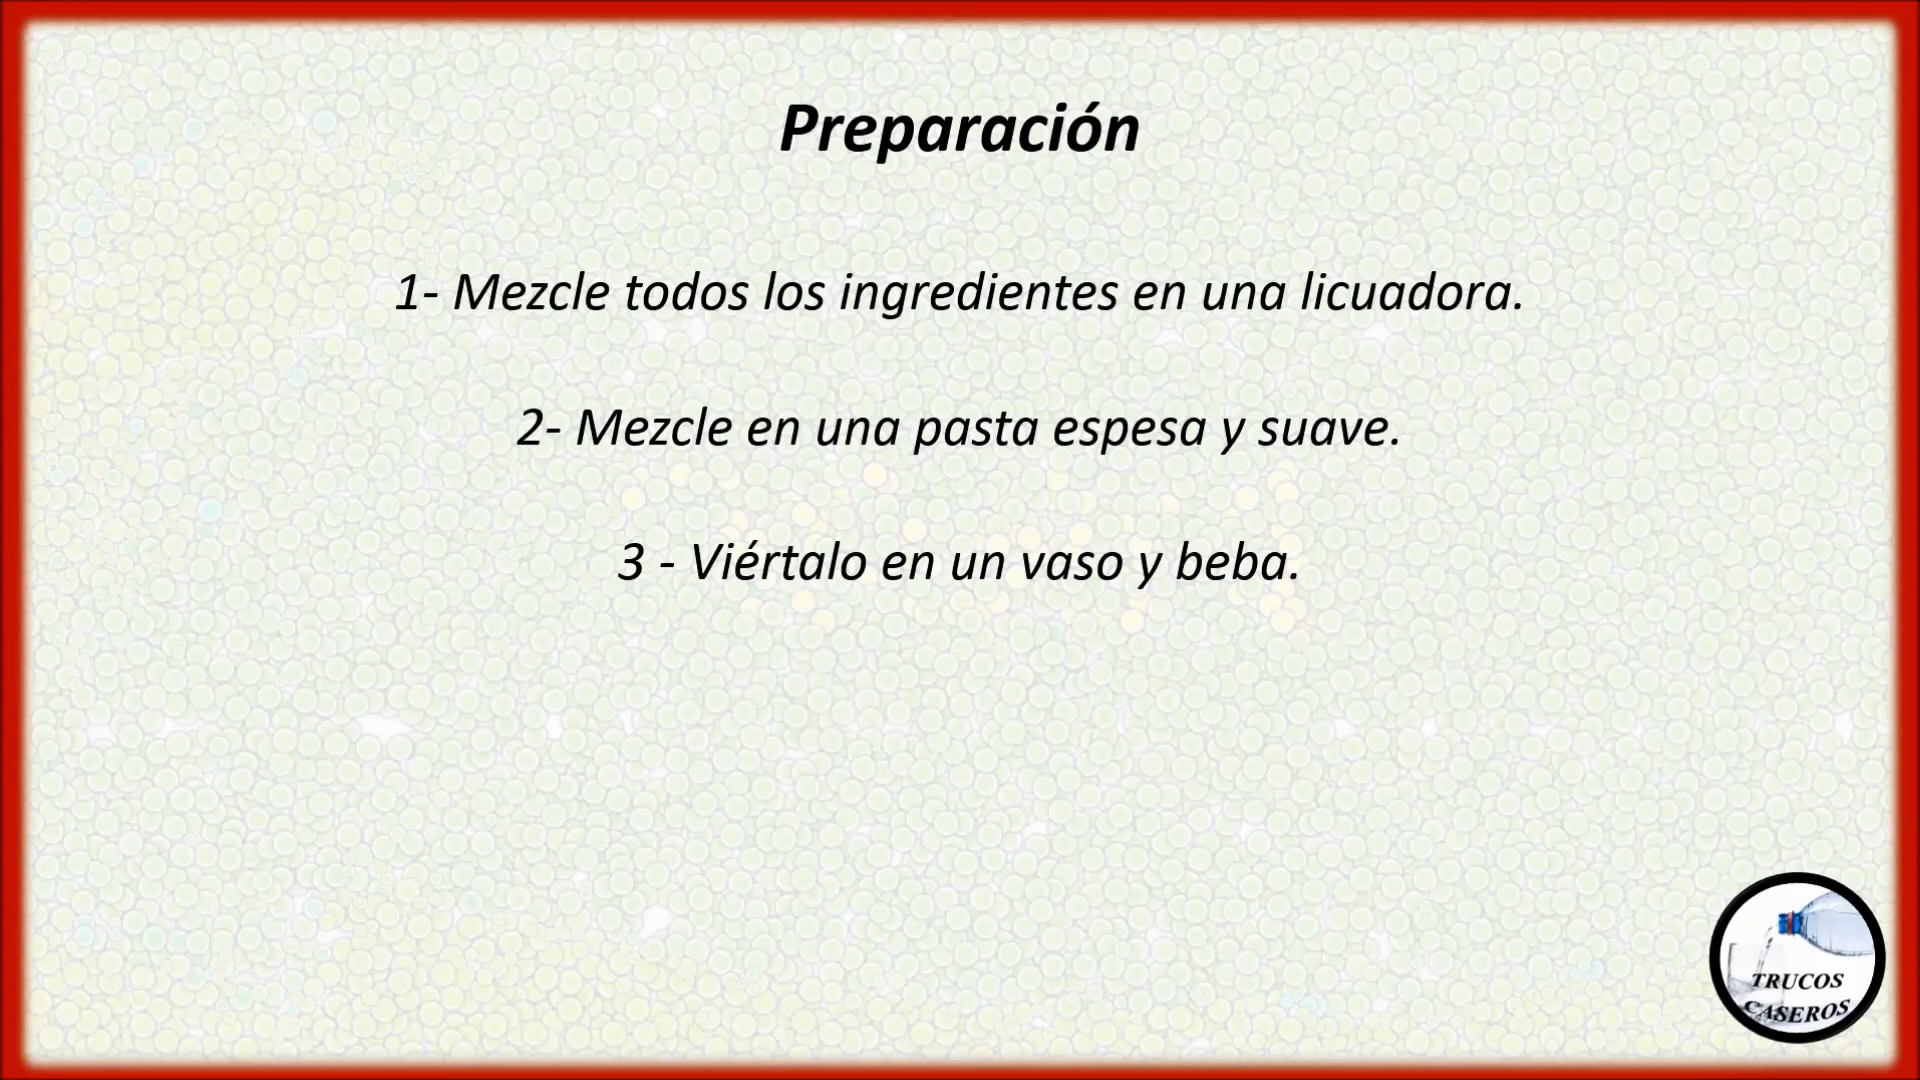 Preparación
1- Mezcle todos los ingredientes en una licuadora.
2- Mezcle en una pasta espesa y suave.
3 - Viértalo en un vaso y beba.
TRUCOS
CASEROS